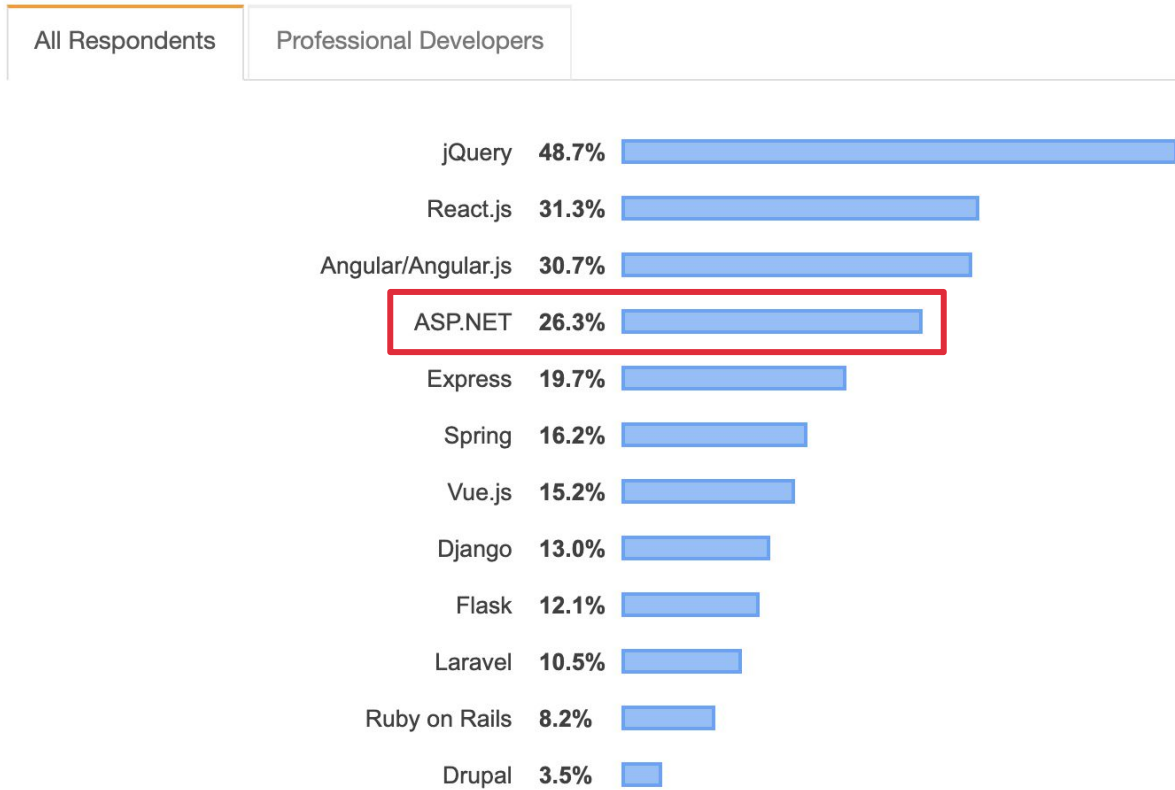 All Respondents Professional Developers
jQuery 48.7%
React.js 31.3%
Angular/Angular.js 30.7%
ASP.NET 26.3%
Express 19.7%
Spring 16.2%
Vue.js 15.2%
Django 13.0%
Flask 12.1%
Laravel 10.5%
Ruby on Rails 8.2%
Drupal 3.5%